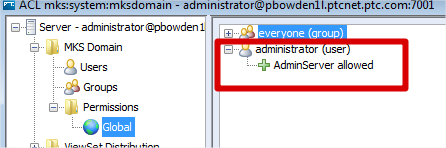 ACL mks:system:mksdomain - administrator@pbowden1l.ptcnet.ptc.com:7001
Server - administrator@pbowden1
MKS Domain
Users
Groups
Permissions
Global
ViewSet Distribution
everyone (group)
administrator (user)
AdminServer allowed